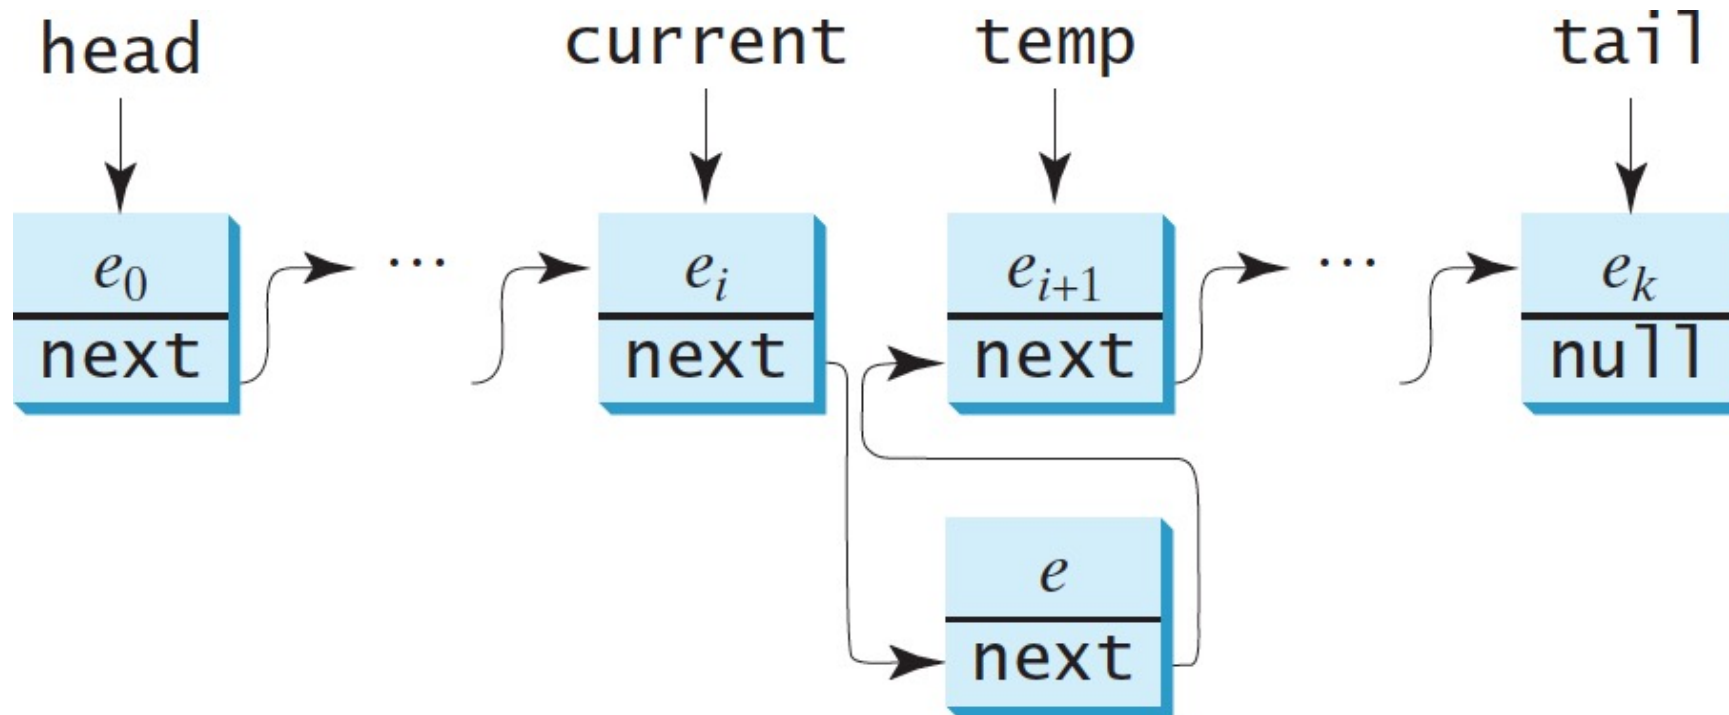 head current temp tail
e₀ ... eᵢ eᵢ₊₁ ... eₖ
next next next null
e
next